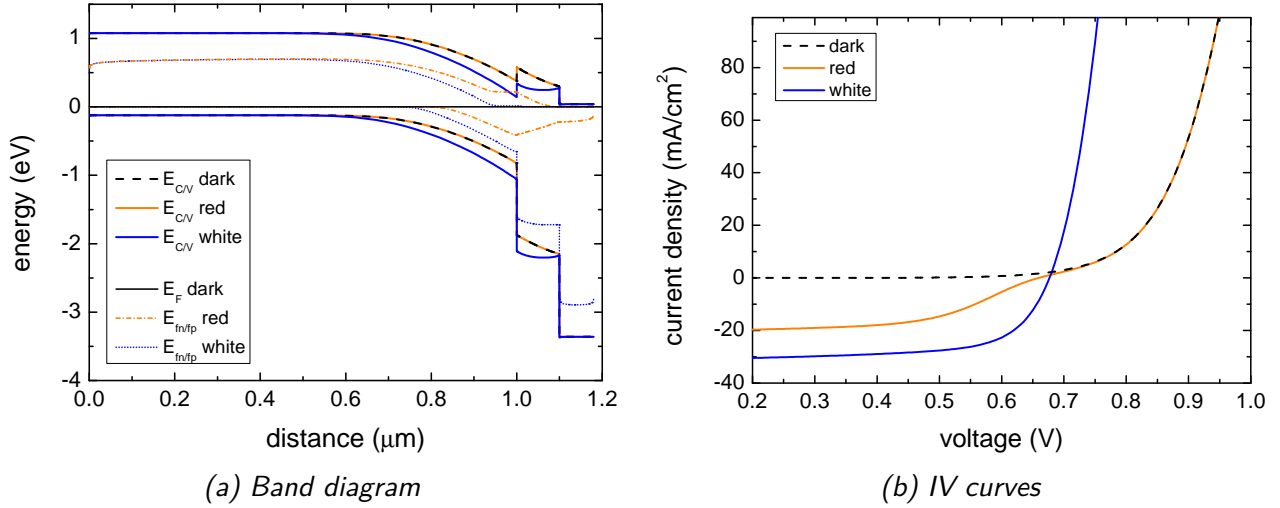 1
0
-1
-2
-3
-4
energy (eV)
E_C/V dark
E_C/V red
E_C/V white
E_F dark
E_fn/fp red
E_fn/fp white
0.0 0.2 0.4 0.6 0.8 1.0 1.2
distance (μm)
(a) Band diagram
80
60
40
20
0
-20
-40
current density (mA/cm²)
dark
red
white
0.2 0.3 0.4 0.5 0.6 0.7 0.8 0.9 1.0
voltage (V)
(b) IV curves